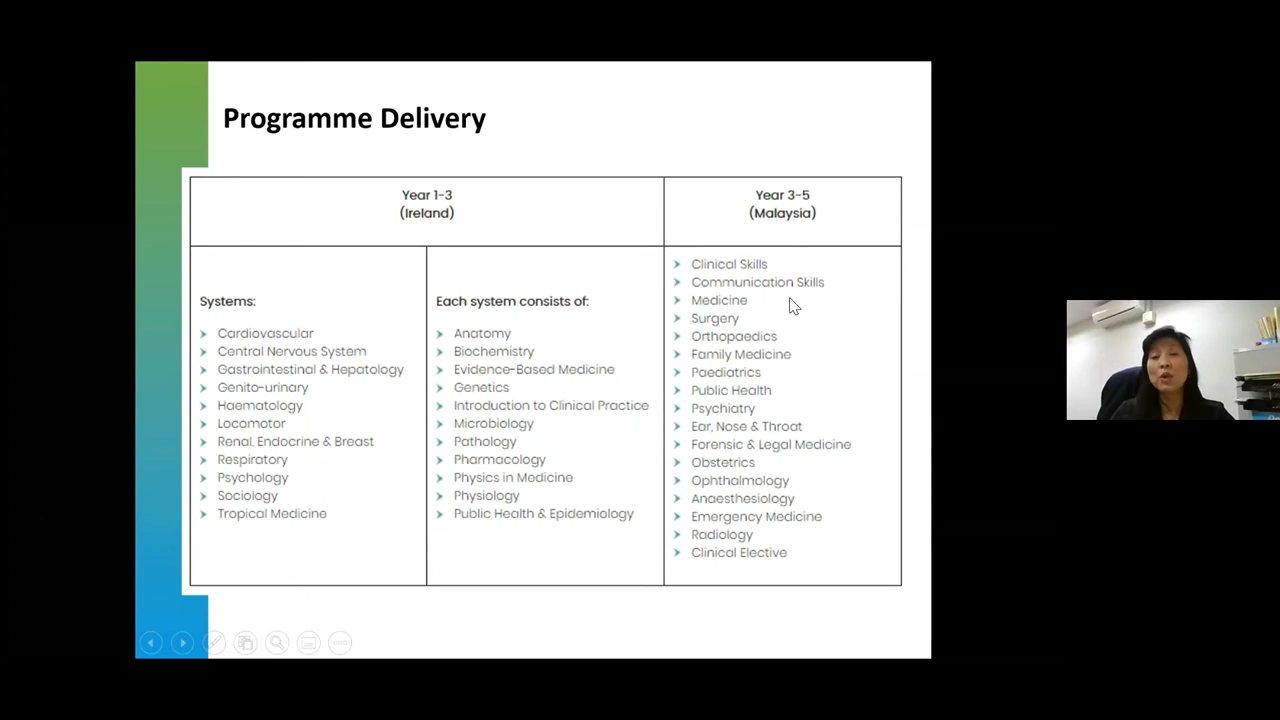 Programme Delivery
Year 1-3
(Ireland)
Year 3-5
(Malaysia)
Systems:
Cardiovascular
Central Nervous System
Gastrointestinal & Hepatology
Genito-urinary
Haematology
Locomotor
Renal, Endocrine & Breast
Respiratory
Psychology
Sociology
Tropical Medicine
Each system consists of:
Anatomy
Biochemistry
Evidence-Based Medicine
Genetics
Introduction to Clinical Practice
Microbiology
Pathology
Pharmacology
Physics in Medicine
Physiology
Public Health & Epidemiology
Clinical Skills
Communication Skills
Medicine
Surgery
Orthopaedics
Family Medicine
Paediatrics
Public Health
Psychiatry
Ear, Nose & Throat
Forensic & Legal Medicine
Obstetrics
Ophthalmology
Anaesthesiology
Emergency Medicine
Radiology
Clinical Elective